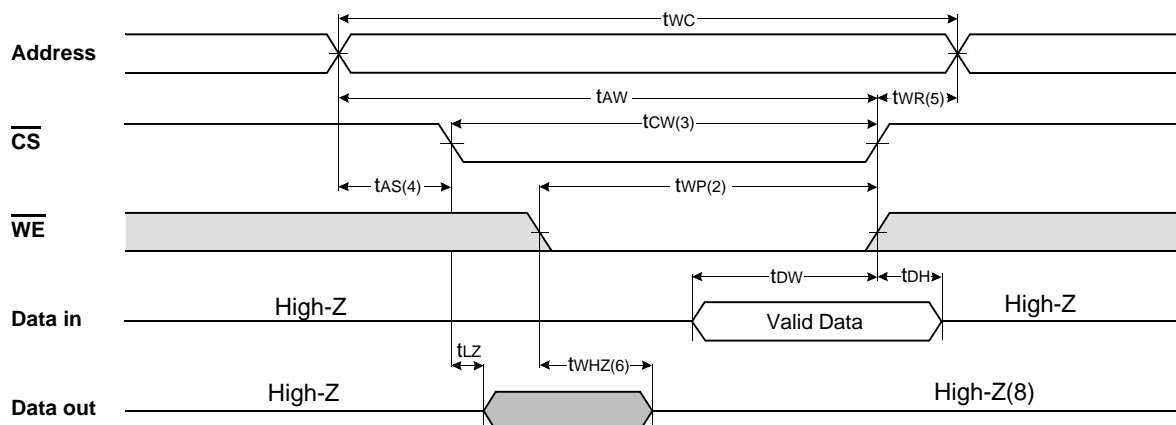 tWC
Address
tAW
tWR(5)
tCW(3)
CS
tAS(4)
tWP(2)
WE
tDW
tDH
High-Z
High-Z
Data in
Valid Data
tLZ
tWHZ(6)
High-Z
High-Z(8)
Data out